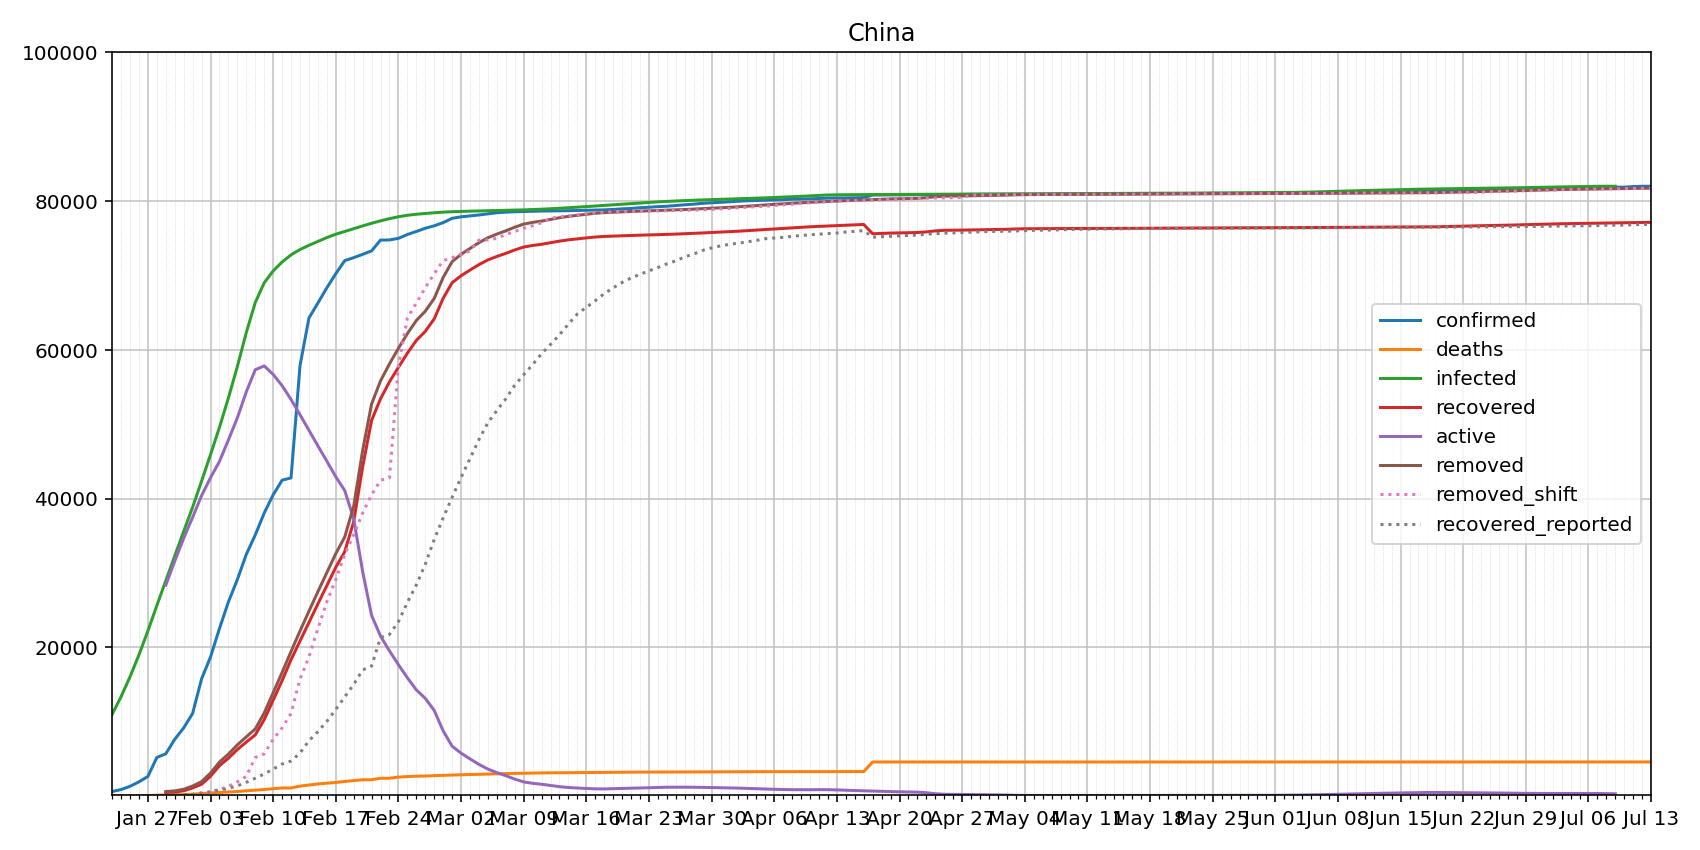 China
100000
80000
60000
40000
20000
confirmed
deaths
infected
recovered
active
removed
removed_shift
recovered_reported
Jan 27 Feb 03 Feb 10 Feb 17 Feb 24 Mar 02 Mar 09 Mar 16 Mar 23 Mar 30 Apr 06 Apr 13 Apr 20 Apr 27 May 04 May 11 May 18 May 25 Jun 01 Jun 08 Jun 15 Jun 22 Jun 29 Jul 06 Jul 13